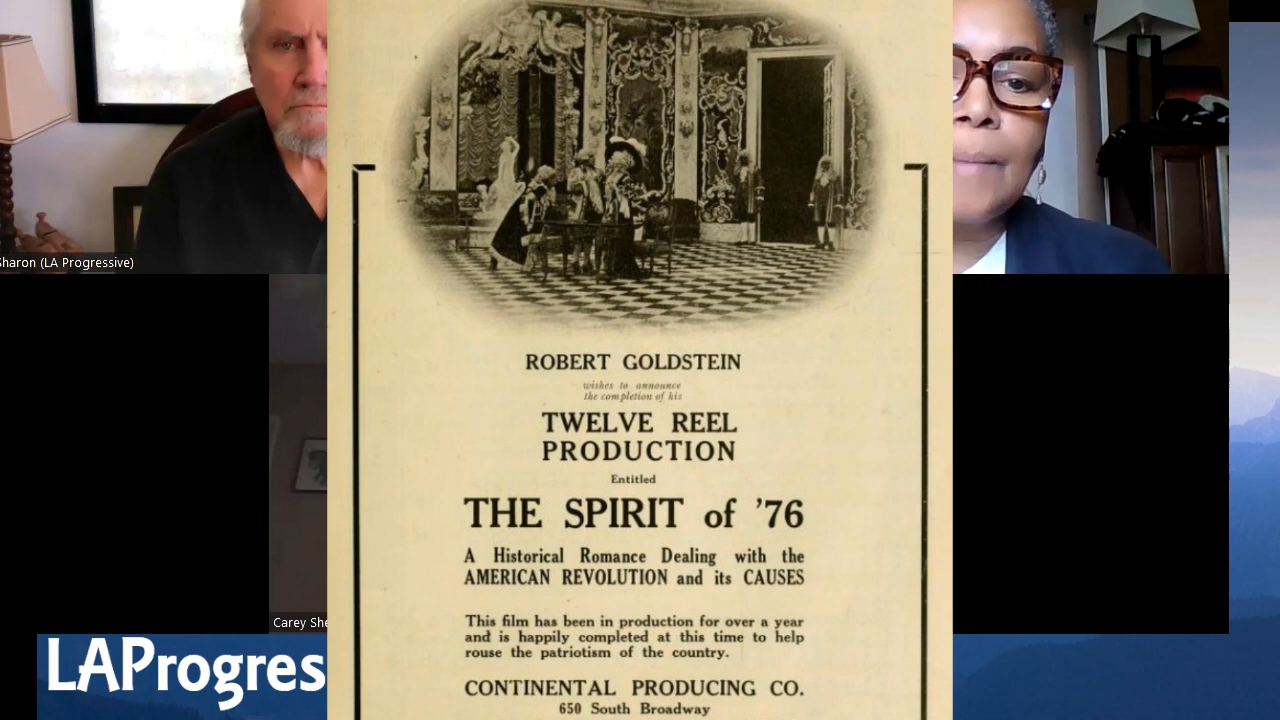 Sharon (LA Progressive)
ROBERT GOLDSTEIN
wishes to announce
the completion of his
TWELVE REEL
PRODUCTION
Entitled
THE SPIRIT of ’76
A Historical Romance Dealing with the
AMERICAN REVOLUTION and its CAUSES
This film has been in production for over a year
and is happily completed at this time to help
rouse the patriotism of the country.
CONTINENTAL PRODUCING CO.
650 South Broadway
Carey She
LAProgres